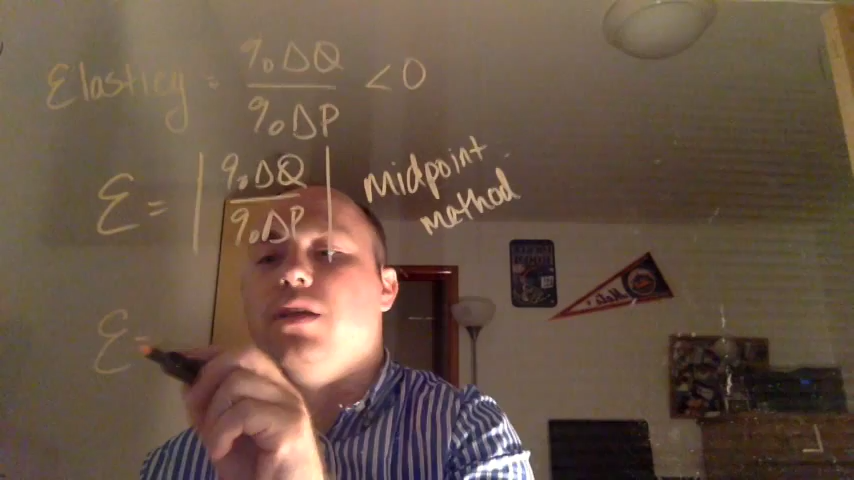 Elasticy = %ΔQ / %ΔP < 0
Ɛ = | %ΔQ / %ΔP | midpoint method
Ɛ =